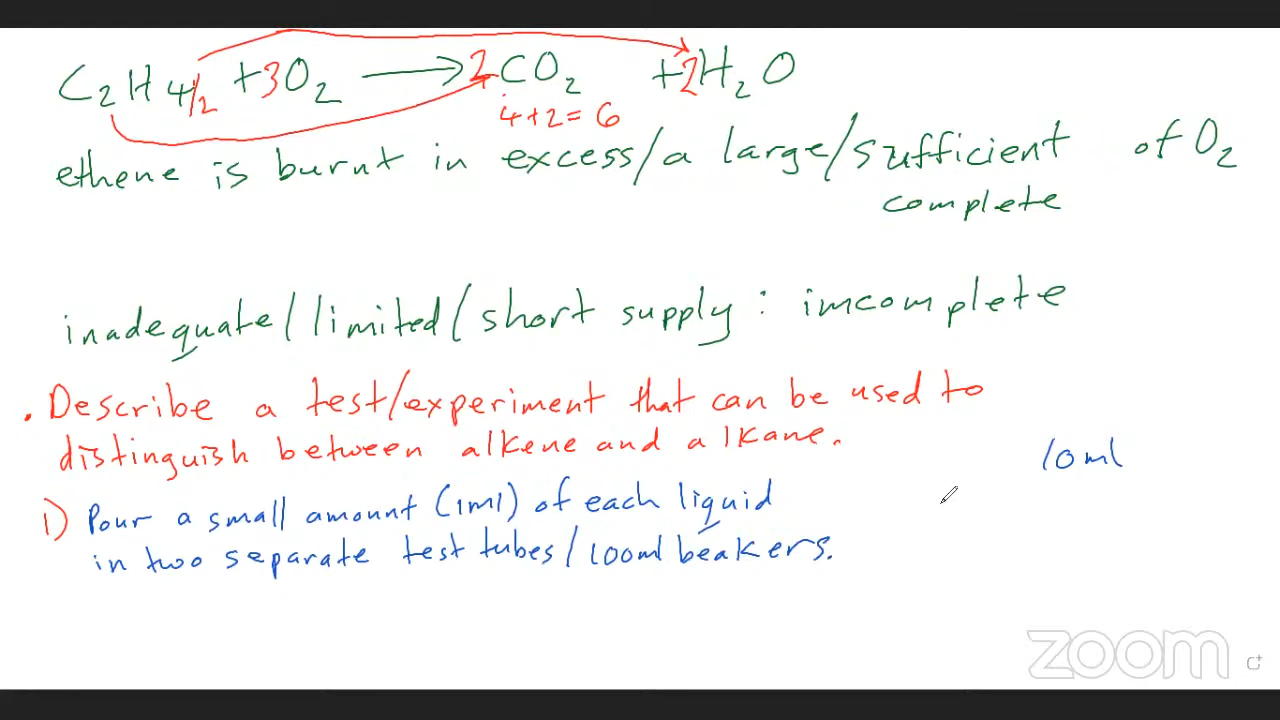 C2H4/2 +3O2 → 2CO2 +2H2O
4+2=6
ethene is burnt in excess/a large/sufficient of O2
complete
inadequate/limited/short supply: imcomplete
. Describe a test/experiment that can be used to
distinguish between alkene and alkane.
10ml
1) Pour a small amount (1ml) of each liquid
in two separate test tubes/100ml beakers.
zoom